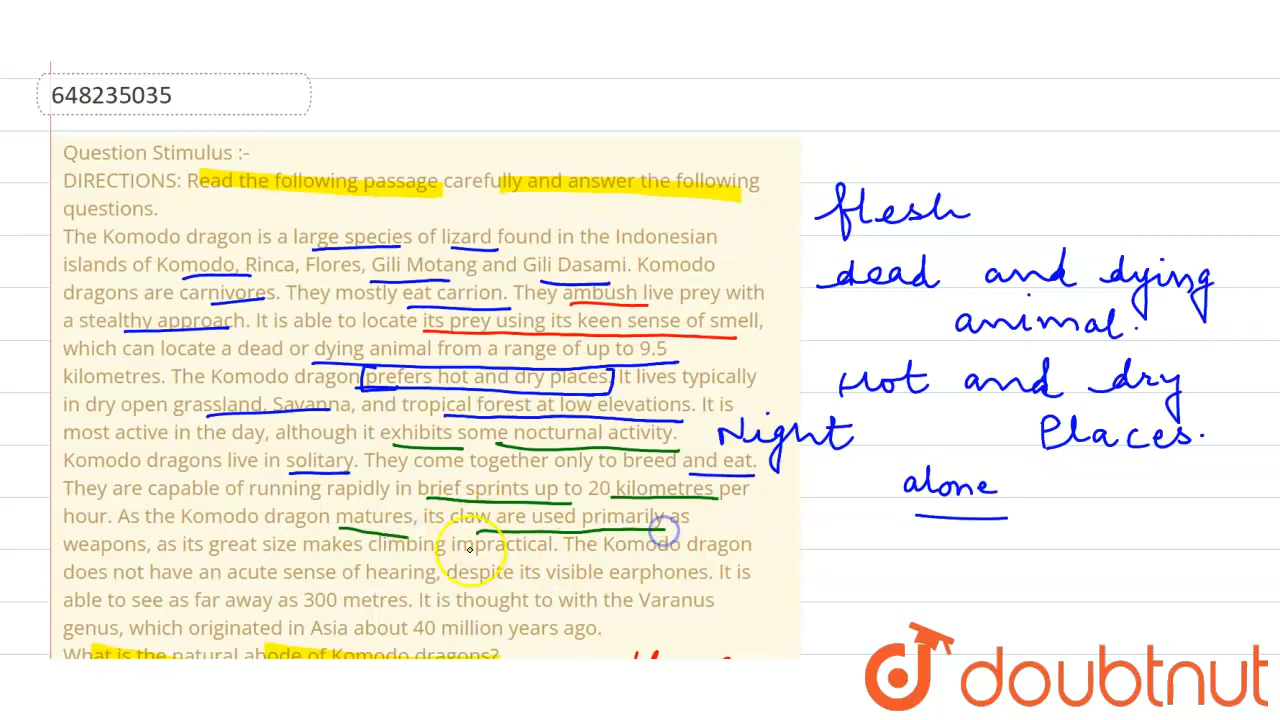 648235035
Question Stimulus :-
DIRECTIONS: Read the following passage carefully and answer the following
questions.
The Komodo dragon is a large species of lizard found in the Indonesian
islands of Komodo, Rinca, Flores, Gili Motang and Gili Dasami. Komodo
dragons are carnivores. They mostly eat carrion. They ambush live prey with
a stealthy approach. It is able to locate its prey using its keen sense of smell,
which can locate a dead or dying animal from a range of up to 9.5
kilometres. The Komodo dragon prefers hot and dry places. It lives typically
in dry open grassland, Savanna, and tropical forest at low elevations. It is
most active in the day, although it exhibits some nocturnal activity.
Komodo dragons live in solitary. They come together only to breed and eat.
They are capable of running rapidly in brief sprints up to 20 kilometres per
hour. As the Komodo dragon matures, its claw are used primarily as
weapons, as its great size makes climbing impractical. The Komodo dragon
does not have an acute sense of hearing, despite its visible earphones. It is
able to see as far away as 300 metres. It is thought to with the Varanus
genus, which originated in Asia about 40 million years ago.
What is the natural abode of Komodo dragons?
flesh
dead and dying
animal.
Hot and dry
Places.
Night
alone
doubtnut